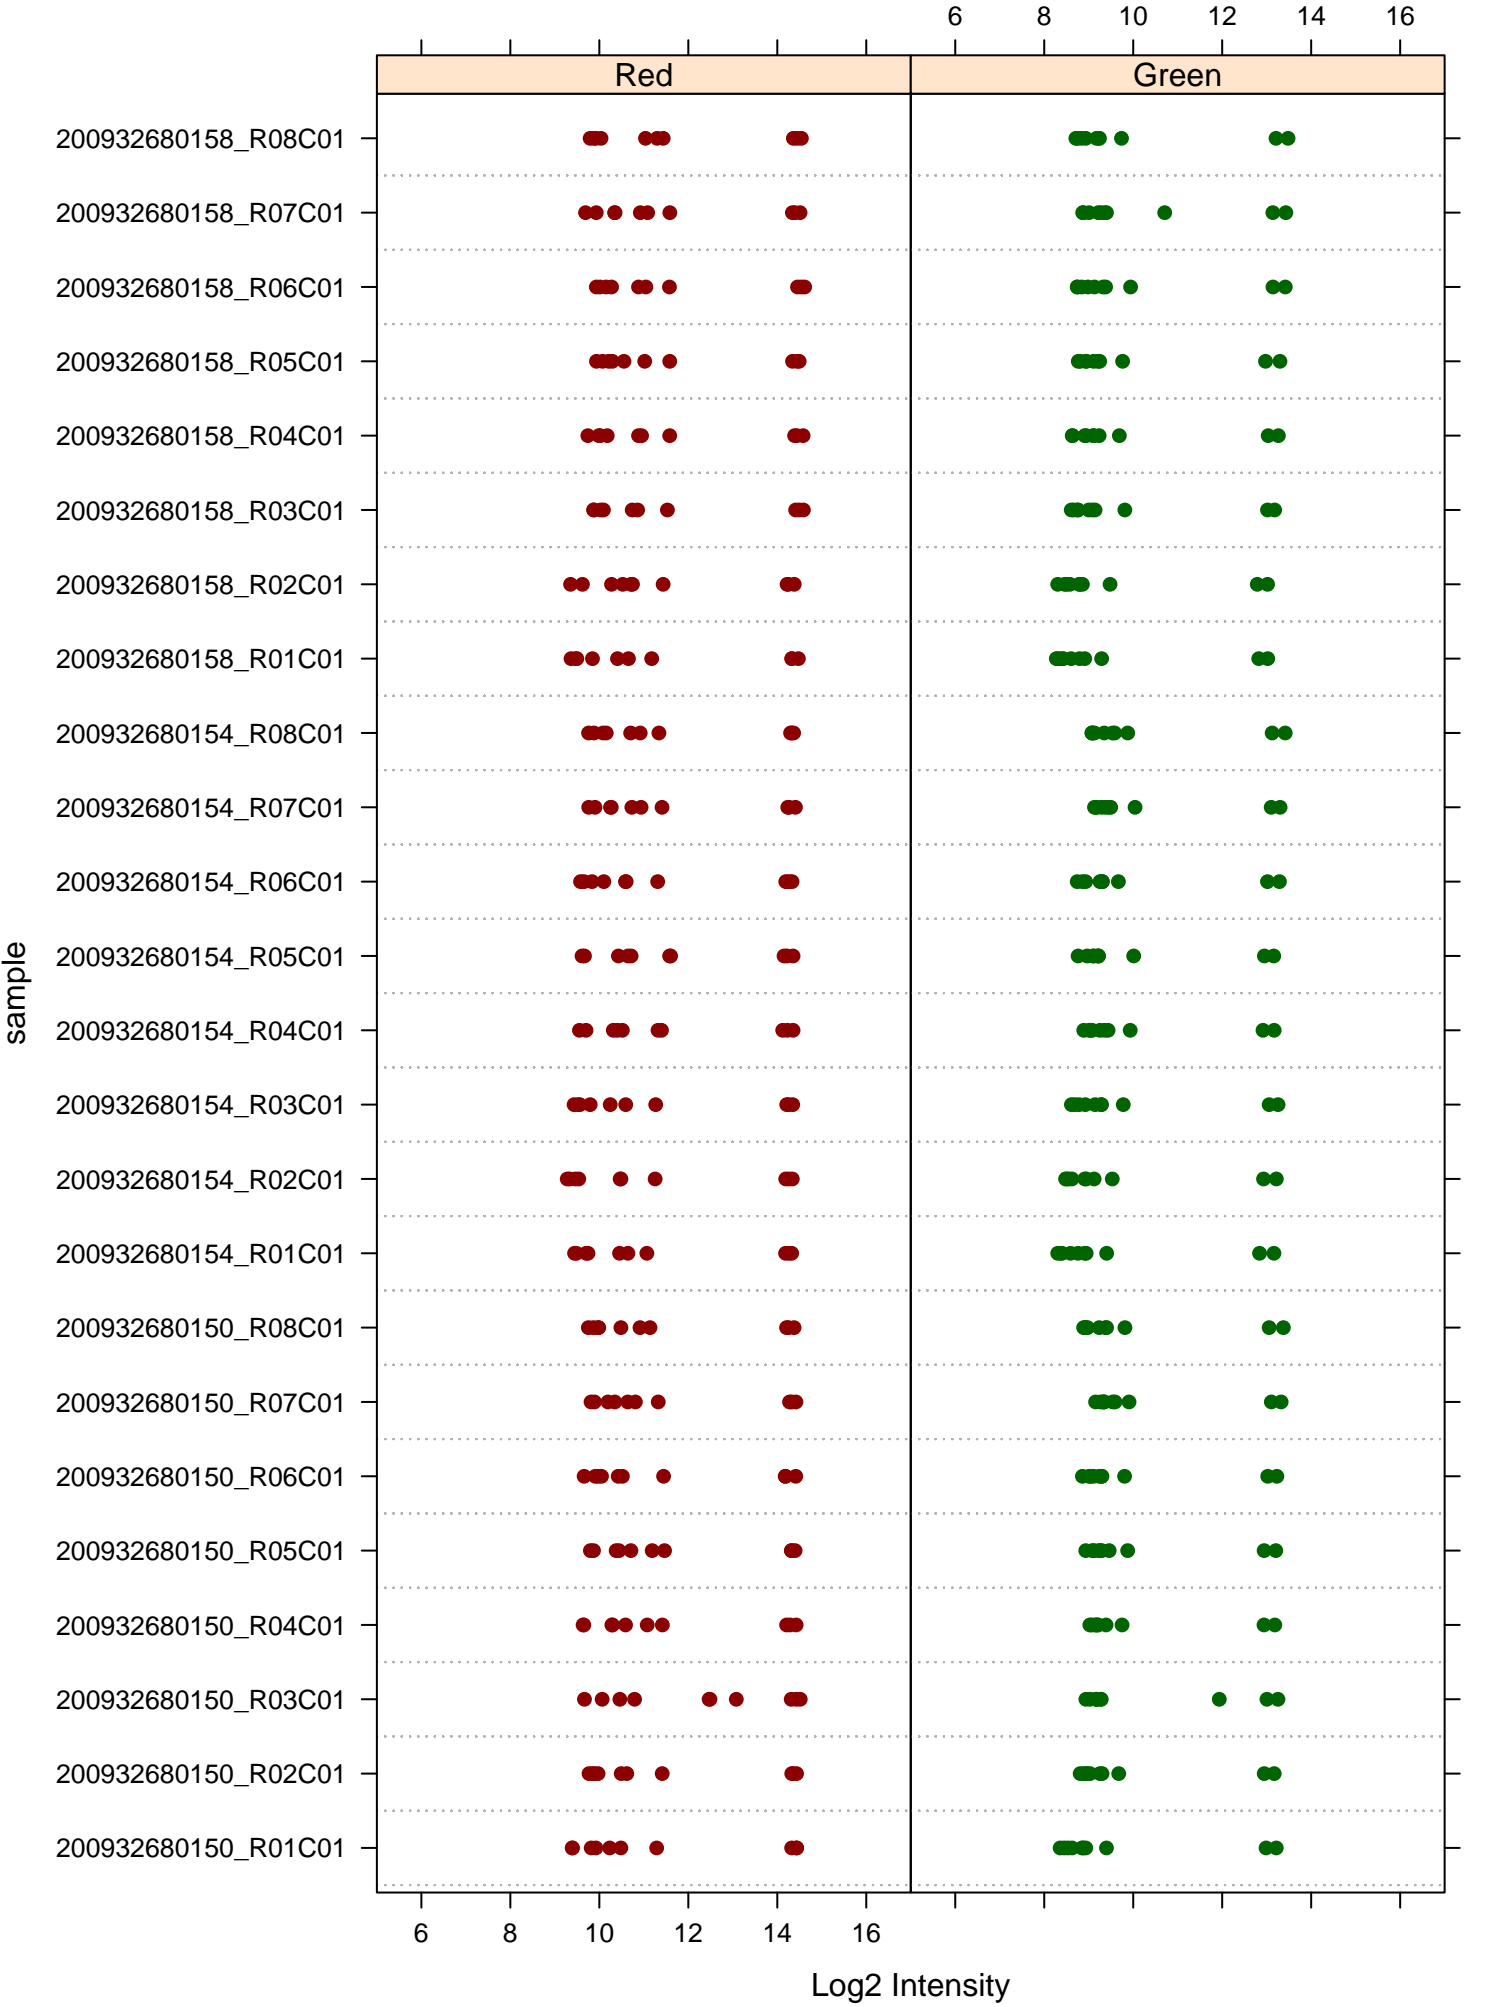 6 8 10 12 14 16
Red Green
200932680158_R08C01
200932680158_R07C01
200932680158_R06C01
200932680158_R05C01
200932680158_R04C01
200932680158_R03C01
200932680158_R02C01
200932680158_R01C01
200932680154_R08C01
200932680154_R07C01
200932680154_R06C01
200932680154_R05C01
200932680154_R04C01
200932680154_R03C01
200932680154_R02C01
200932680154_R01C01
200932680150_R08C01
200932680150_R07C01
200932680150_R06C01
200932680150_R05C01
200932680150_R04C01
200932680150_R03C01
200932680150_R02C01
200932680150_R01C01
sample
6 8 10 12 14 16
Log2 Intensity